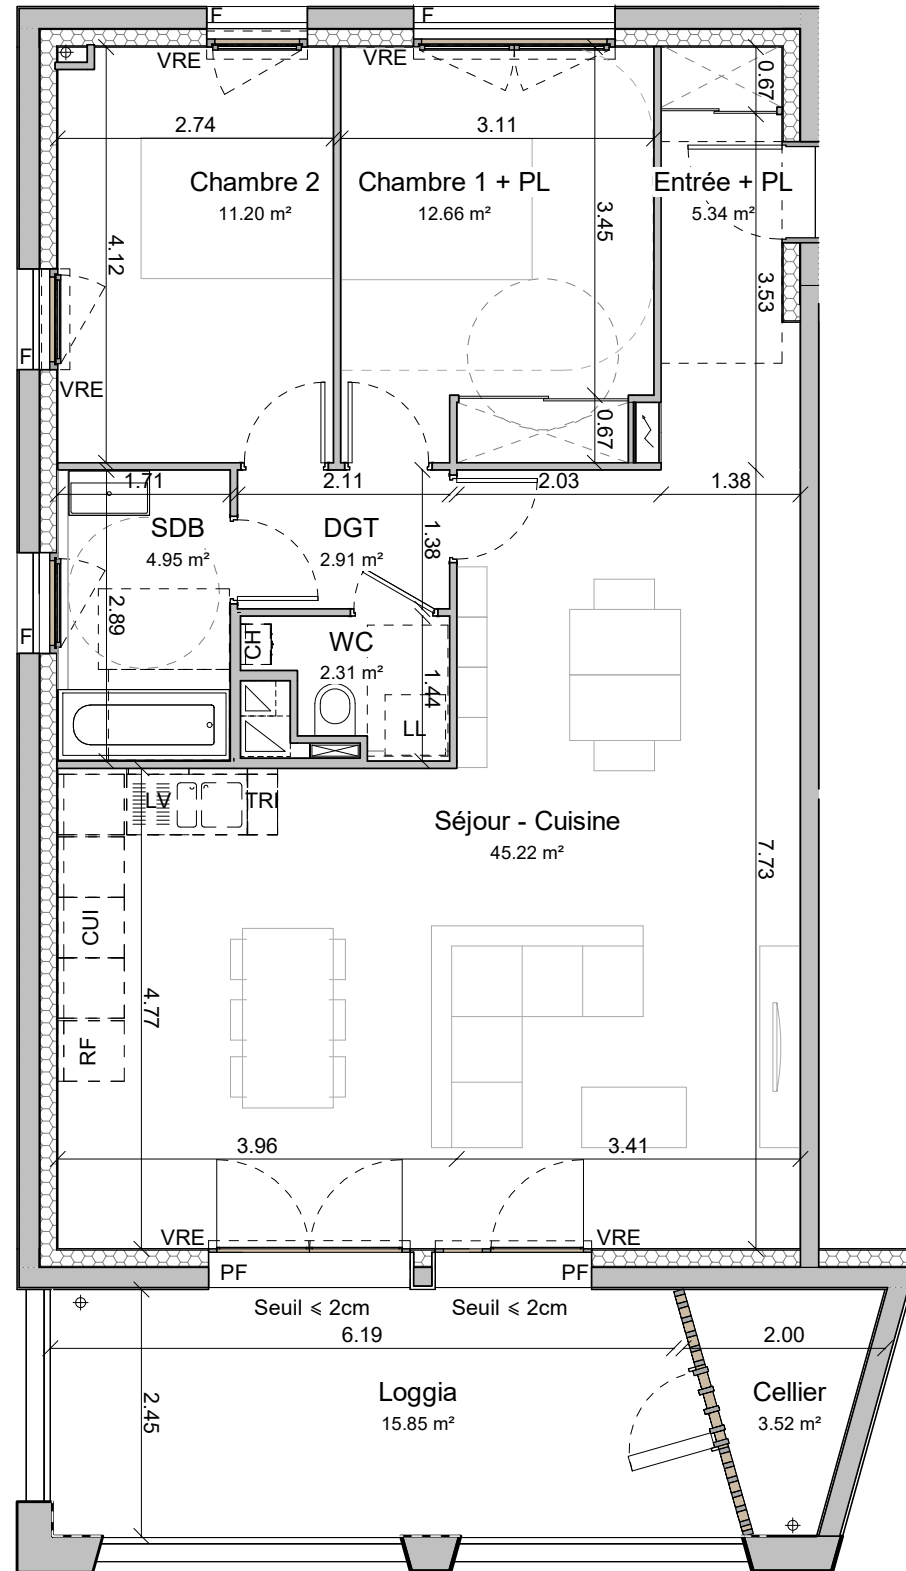 F
F
VRE
VRE
0.67
2.74
3.11
Chambre 2
11.20 m²
Chambre 1 + PL
12.66 m²
Entrée + PL
5.34 m²
3.45
4.12
3.53
F
VRE
0.67
1.71
2.11
2.03
1.38
SDB
4.95 m²
DGT
2.91 m²
1.38
2.89
F
CH
WC
2.31 m²
1.44
LL
LV
TRI
Séjour - Cuisine
45.22 m²
7.73
CUI
4.77
RF
3.96
3.41
VRE
VRE
PF
PF
Seuil ⩽ 2cm
Seuil ⩽ 2cm
6.19
2.00
2.45
Loggia
15.85 m²
Cellier
3.52 m²